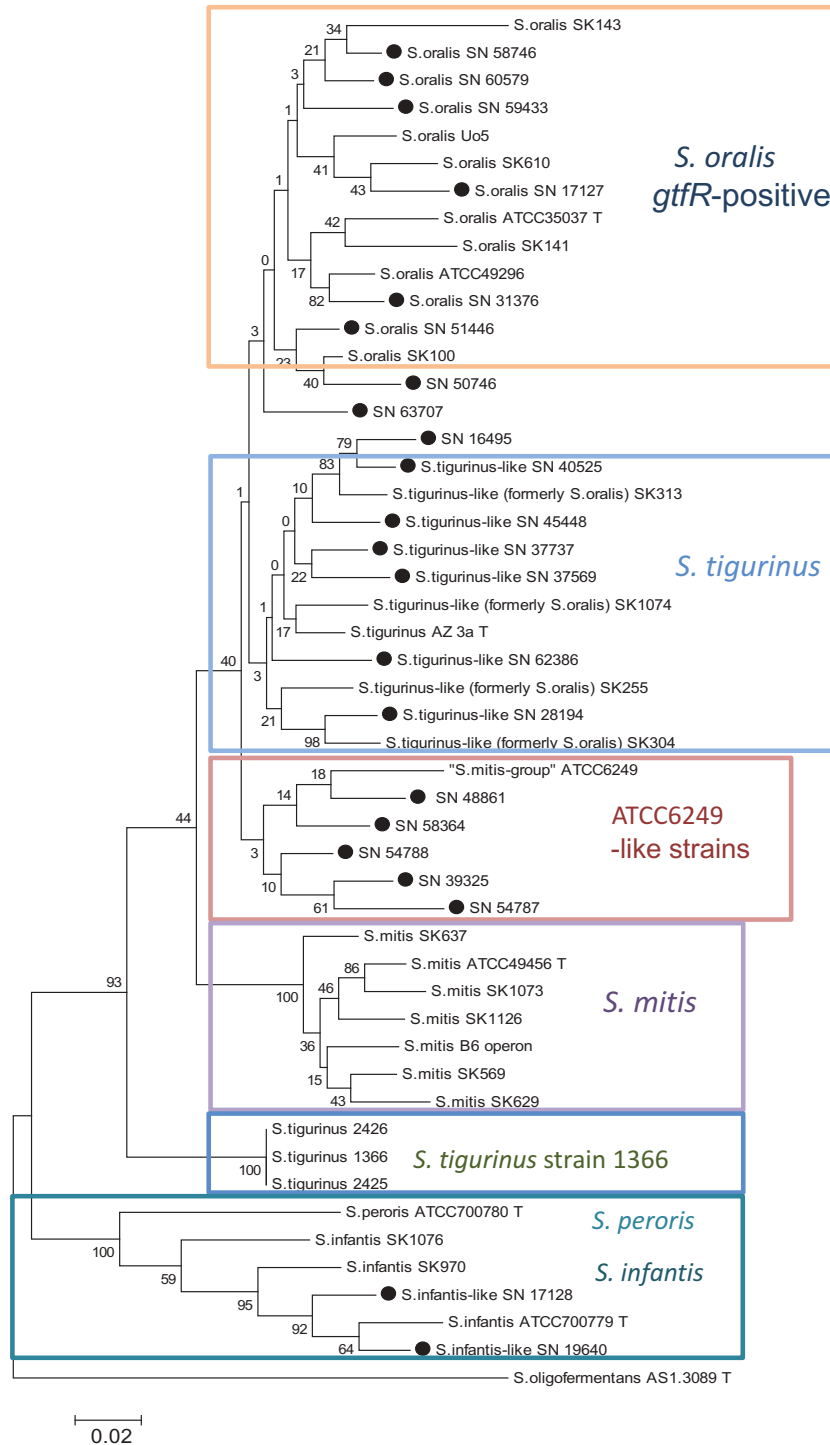 34
S.oralis SK143
21
S.oralis SN 58746
3
S.oralis SN 60579
1
S.oralis SN 59433
S.oralis Uo5
41
S.oralis SK610
43
S.oralis SN 17127
S. oralis
gtfR-positive
1
42
S.oralis ATCC35037 T
S.oralis SK141
17
S.oralis ATCC49296
82
S.oralis SN 31376
0
S.oralis SN 51446
3
23
S.oralis SK100
40
SN 50746
SN 63707
79
SN 16495
83
S.tigurinus-like SN 40525
10
S.tigurinus-like (formerly S.oralis) SK313
1
S.tigurinus-like SN 45448
0
S.tigurinus-like SN 37737
22
S.tigurinus-like SN 37569
S. tigurinus
0
1
S.tigurinus-like (formerly S.oralis) SK1074
17
S.tigurinus AZ 3a T
40
3
S.tigurinus-like SN 62386
S.tigurinus-like (formerly S.oralis) SK255
21
S.tigurinus-like SN 28194
98
S.tigurinus-like (formerly S.oralis) SK304
18
"S.mitis-group" ATCC6249
14
SN 48861
44
SN 58364
3
SN 54788
10
SN 39325
61
SN 54787
ATCC6249
-like strains
S.mitis SK637
86
S.mitis ATCC49456 T
93
100
46
S.mitis SK1073
S.mitis SK1126
36
S.mitis B6 operon
15
S.mitis SK569
43
S.mitis SK629
S. mitis
S.tigurinus 2426
S.tigurinus 1366
100
S.tigurinus 2425
S. tigurinus strain 1366
S.peroris ATCC700780 T
S. peroris
100
S.infantis SK1076
59
S.infantis SK970
S. infantis
95
S.infantis-like SN 17128
92
S.infantis ATCC700779 T
64
S.infantis-like SN 19640
S.oligofermentans AS1.3089 T
0.02